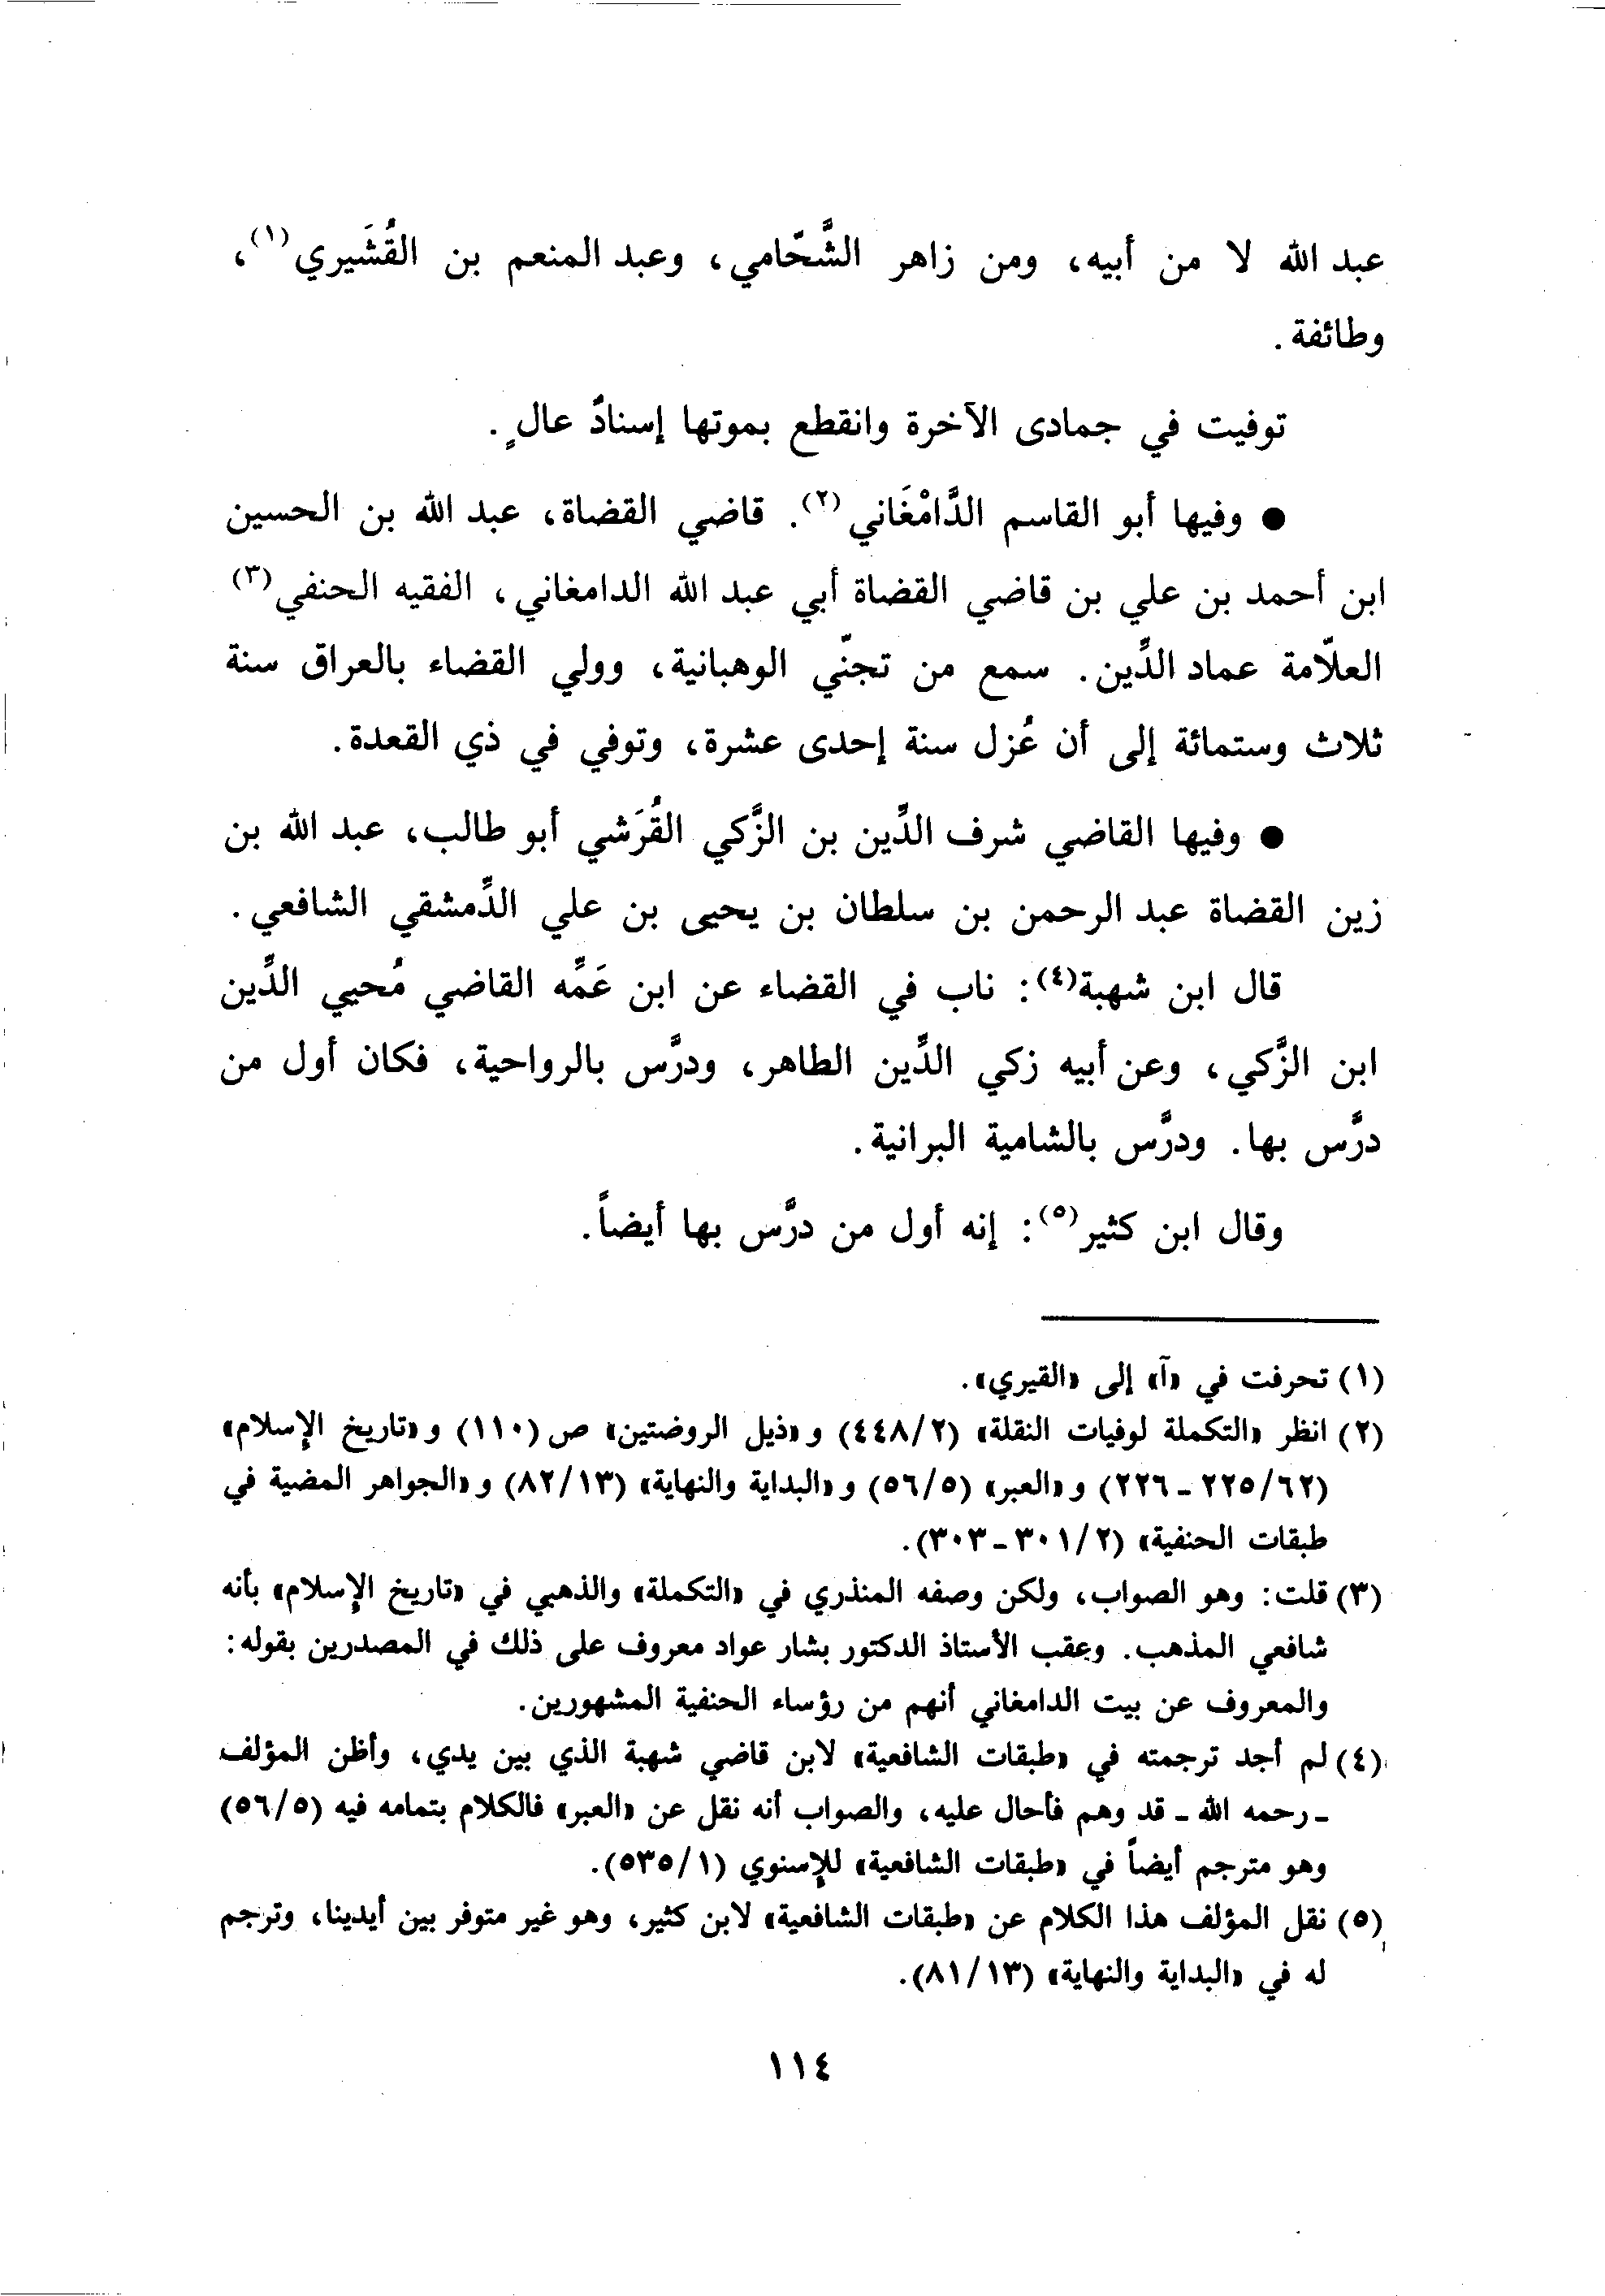 عبد الله لا من أبيه، ومن زاهر الشَّحّامي، وعبد المنعم بن القُشَيري(١)،
وطائفة.
توفيت في جمادى الآخرة وانقطع بموتها إسنادٌ عالٍ.
● وفيها أبو القاسم الدَّامْغَاني(٢). قاضي القضاة، عبد الله بن الحسين
ابن أحمد بن علي بن قاضي القضاة أبي عبد الله الدامغاني، الفقيه الحنفي(٣)
العلاّمة عماد الدِّين. سمع من تجنّي الوهبانية، وولي القضاء بالعراق سنة
ثلاث وستمائة إلى أن عُزل سنة إحدى عشرة، وتوفي في ذي القعدة.
● وفيها القاضي شرف الدِّين بن الزَّكي القُرَشي أبو طالب، عبد الله بن
زين القضاة عبد الرحمن بن سلطان بن يحيى بن علي الدِّمشقي الشافعي.
قال ابن شهبة(٤): ناب في القضاء عن ابن عَمِّه القاضي مُحيي الدِّين
ابن الزَّكي، وعن أبيه زكي الدِّين الطاهر، ودرَّس بالرواحية، فكان أول من
درَّس بها. ودرَّس بالشامية البرانية.
وقال ابن كثير(٥): إنه أول من درَّس بها أيضاً.
(١) تحرفت في «آ» إلى «القيري».
(٢) انظر «التكملة لوفيات النقلة» (٤٤٨/٢) و«ذيل الروضتين» ص (١١٠) و«تاريخ الإسلام»
(٢٢٥/٦٢ - ٢٢٦) و«العبر» (٥٦/٥) و«البداية والنهاية» (٨٢/١٣) و«الجواهر المضية في
طبقات الحنفية» (٣٠١/٢ - ٣٠٣).
(٣) قلت: وهو الصواب، ولكن وصفه المنذري في «التكملة» والذهبي في «تاريخ الإسلام» بأنه
شافعي المذهب. وعقب الأستاذ الدكتور بشار عواد معروف على ذلك في المصدرين بقوله:
والمعروف عن بيت الدامغاني أنهم من رؤساء الحنفية المشهورين.
(٤) لم أجد ترجمته في «طبقات الشافعية» لابن قاضي شهبة الذي بين يدي، وأظن المؤلف
- رحمه الله - قد وهم فأحال عليه، والصواب أنه نقل عن «العبر» فالكلام بتمامه فيه (٥٦/٥)
وهو مترجم أيضاً في «طبقات الشافعية» للإسنوي (٥٣٥/١).
(٥) نقل المؤلف هذا الكلام عن «طبقات الشافعية» لابن كثير، وهو غير متوفر بين أيدينا، وترجم
له في «البداية والنهاية» (٨١/١٣).
١١٤